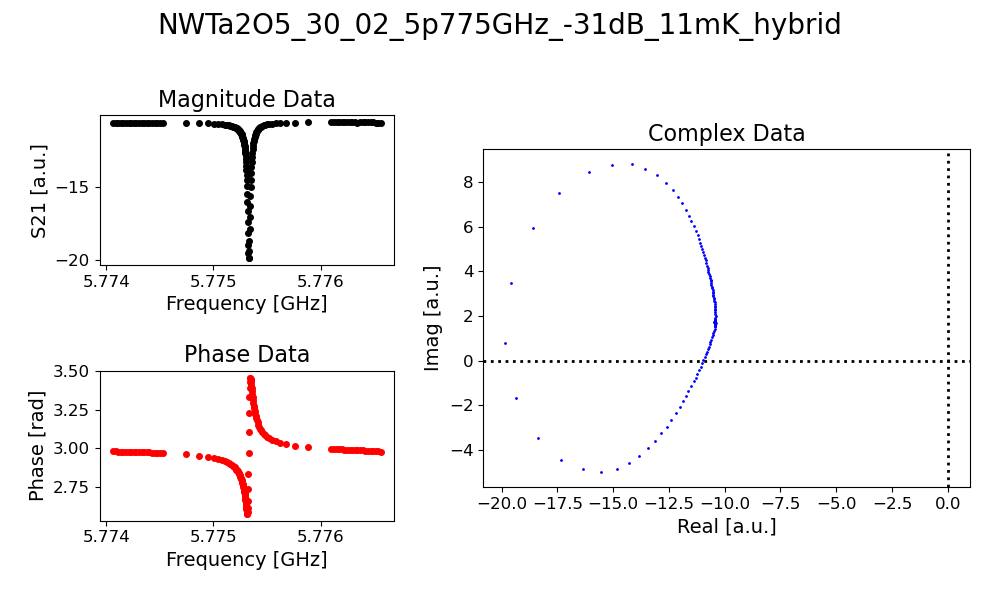 NWTa2O5_30_02_5p775GHz_-31dB_11mK_hybrid
Magnitude Data
S21 [a.u.]
−15
−20
5.774 5.775 5.776
Frequency [GHz]
Phase Data
Phase [rad]
3.50
3.25
3.00
2.75
5.774 5.775 5.776
Frequency [GHz]
Complex Data
Imag [a.u.]
8
6
4
2
0
−2
−4
−20.0 −17.5 −15.0 −12.5 −10.0 −7.5 −5.0 −2.5 0.0
Real [a.u.]